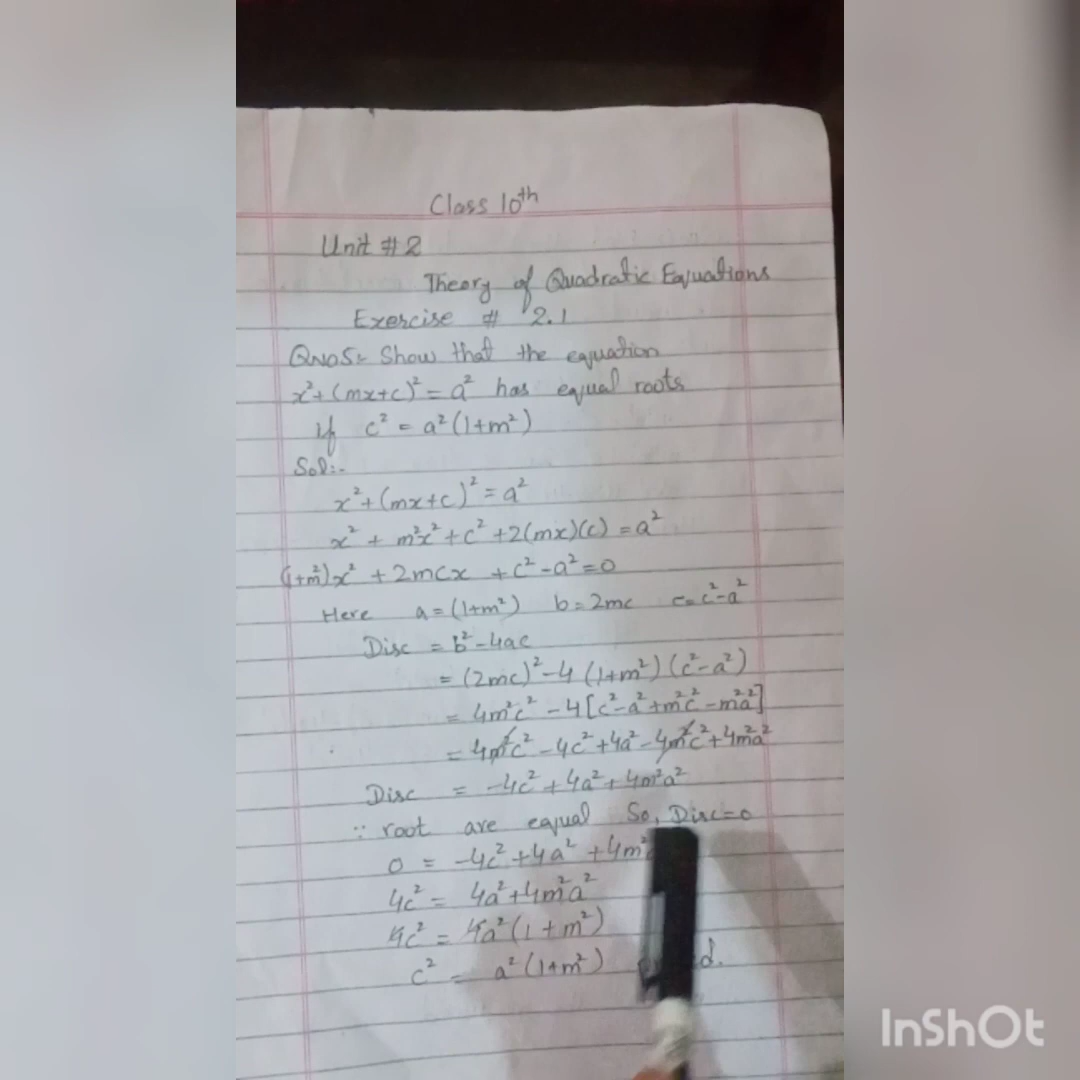 Class 10th
Unit # 2
Theory of Quadratic Equations
Exercise # 2.1
QNO5:- Show that the equation
x²+(mx+c)² = a² has equal roots
if c² = a²(1+m²)
Sol:-
x²+(mx+c)² = a²
x² + m²x² + c² + 2(mx)(c) = a²
(1+m²)x² + 2mcx + c²-a² = 0
Here a = (1+m²) b = 2mc c = c²-a²
Disc = b²-4ac
= (2mc)²-4(1+m²)(c²-a²)
= 4m²c² - 4[c²-a²+m²c²-m²a²]
= 4m²c² - 4c²+4a²-4m²c²+4m²a²
Disc = -4c²+4a²+4m²a²
∵ root are equal So, Disc=0
0 = -4c²+4a² +4m²
4c² = 4a²+4m²a²
4c² = 4a²(1+m²)
c² = a²(1+m²)
InShOt